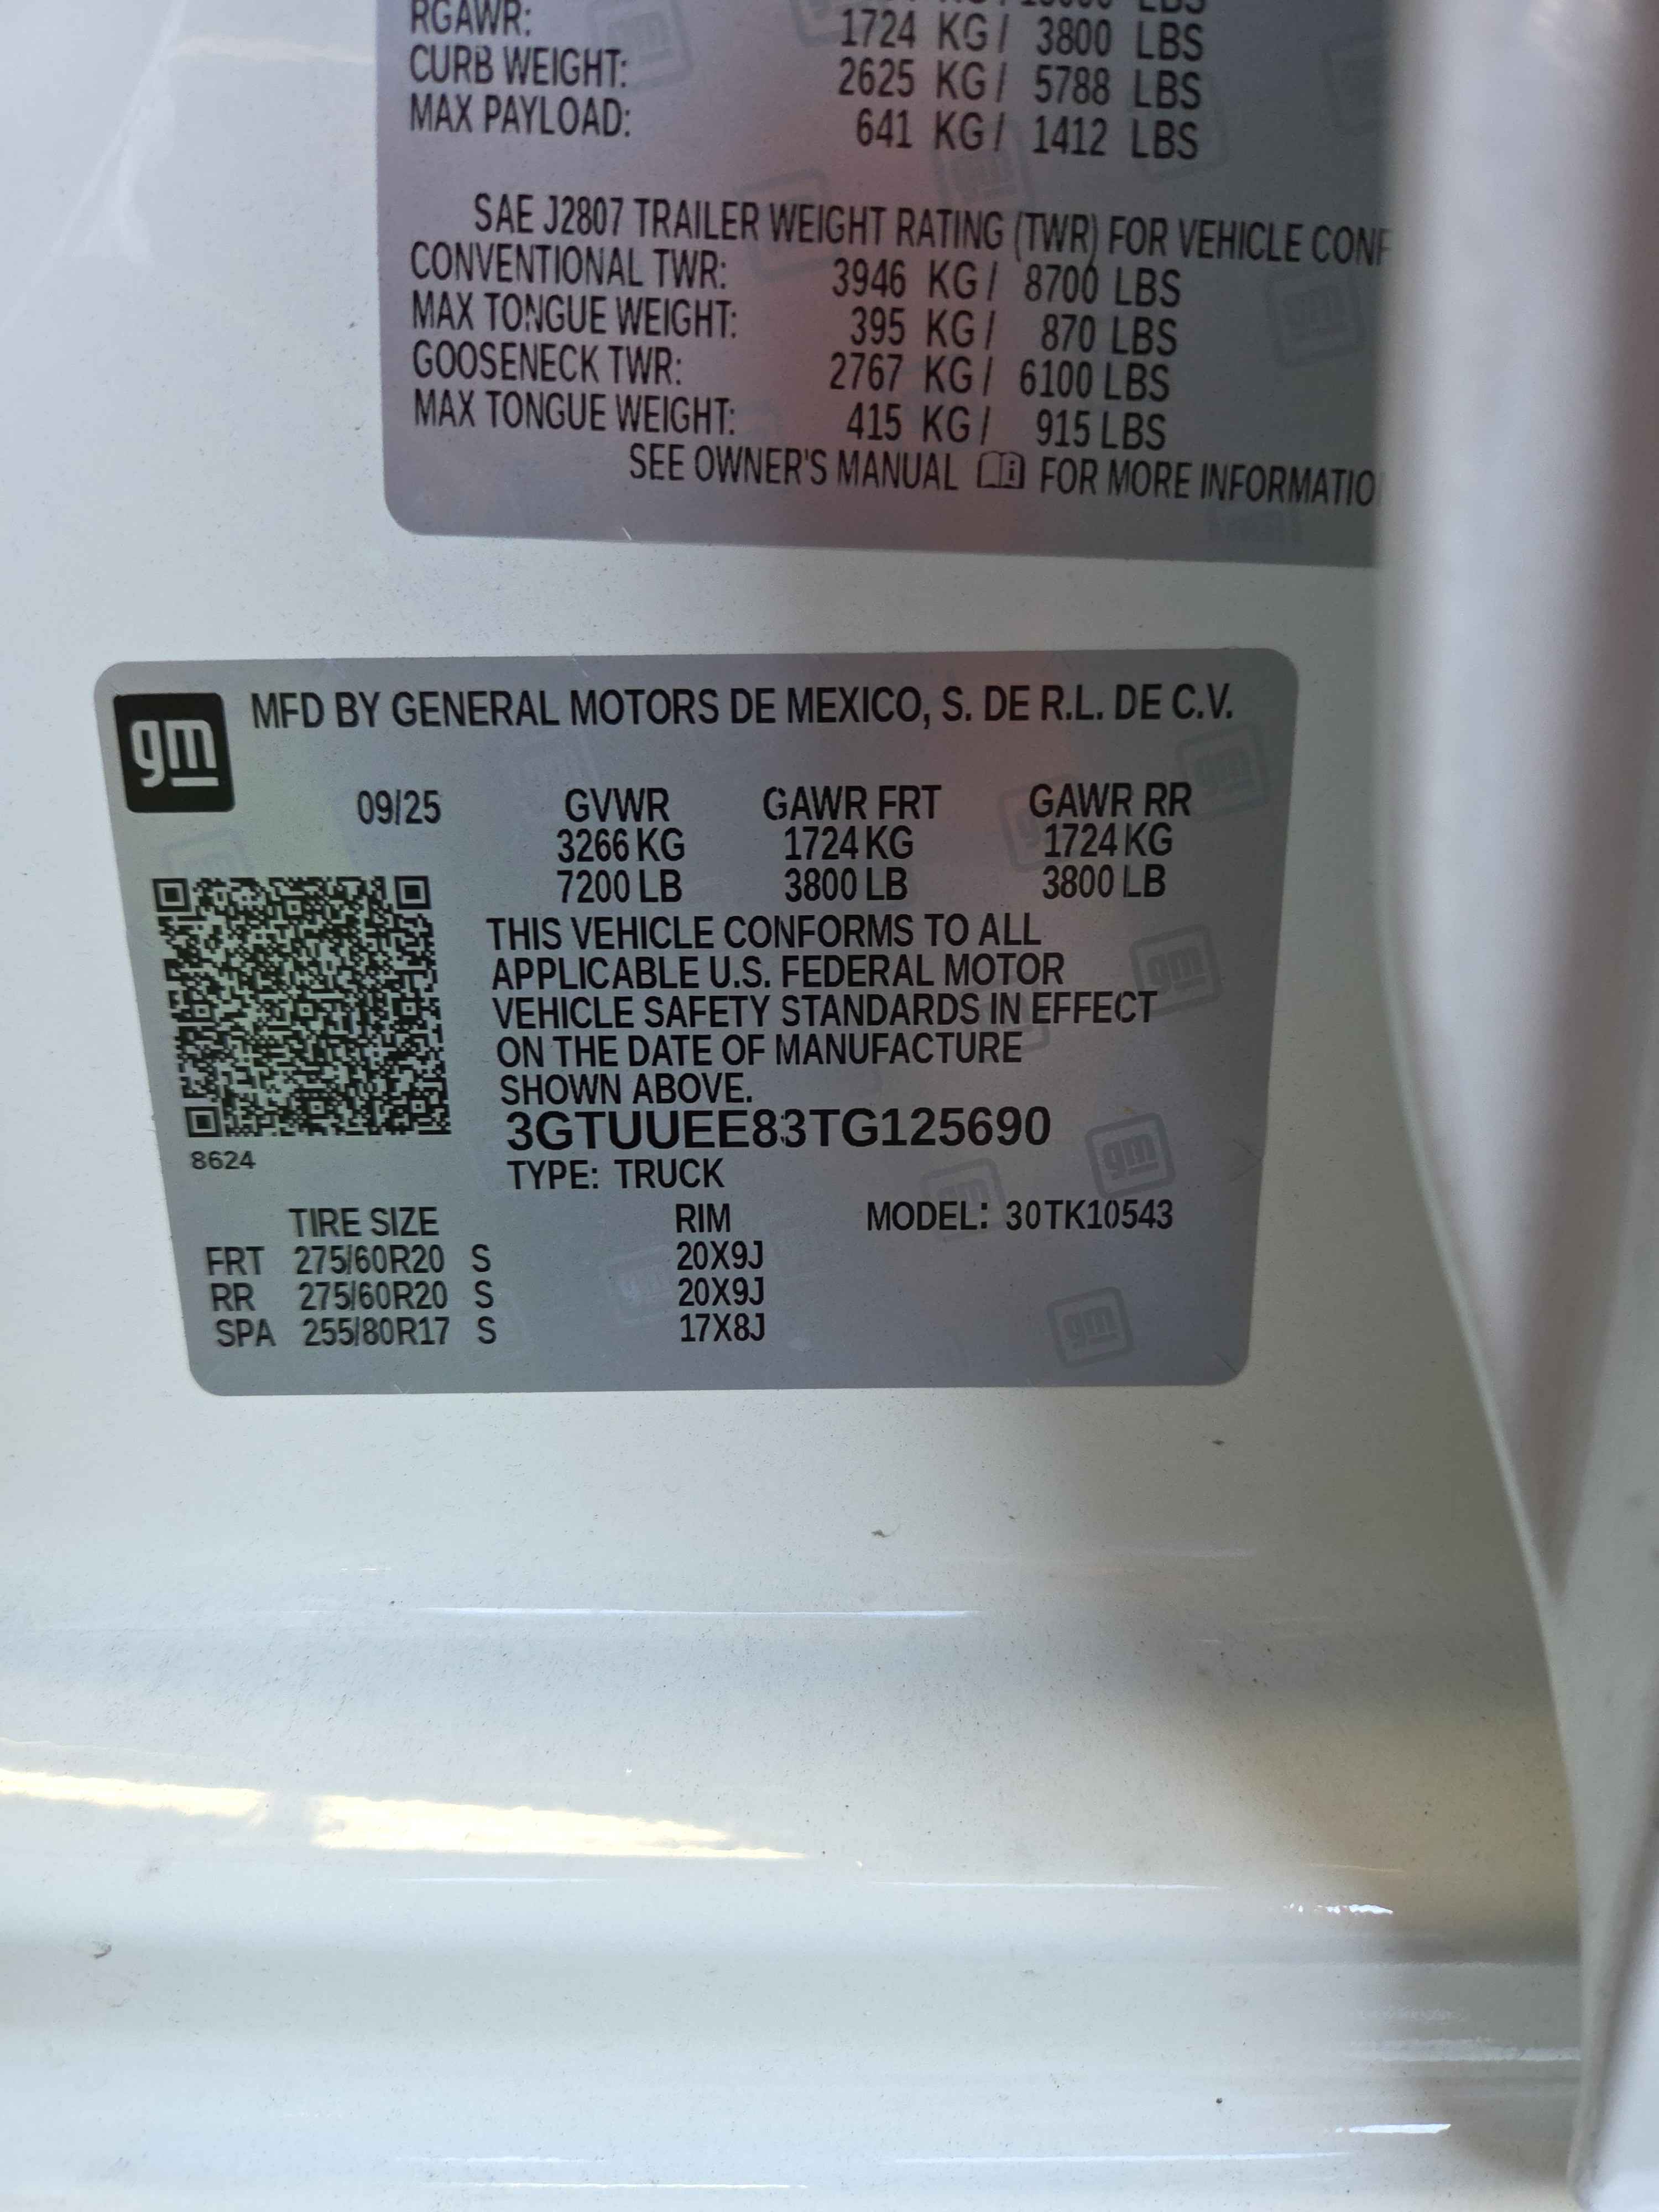 RGAWR: 1724 KG / 3800 LBS
CURB WEIGHT: 2625 KG / 5788 LBS
MAX PAYLOAD: 641 KG / 1412 LBS
SAE J2807 TRAILER WEIGHT RATING (TWR) FOR VEHICLE CONF
CONVENTIONAL TWR: 3946 KG / 8700 LBS
MAX TONGUE WEIGHT: 395 KG / 870 LBS
GOOSENECK TWR: 2767 KG / 6100 LBS
MAX TONGUE WEIGHT: 415 KG / 915 LBS
SEE OWNER'S MANUAL FOR MORE INFORMATIO
gm MFD BY GENERAL MOTORS DE MEXICO, S. DE R.L. DE C.V.
09/25 GVWR GAWR FRT GAWR RR
3266 KG 1724 KG 1724 KG
7200 LB 3800 LB 3800 LB
THIS VEHICLE CONFORMS TO ALL
APPLICABLE U.S. FEDERAL MOTOR
VEHICLE SAFETY STANDARDS IN EFFECT
ON THE DATE OF MANUFACTURE
SHOWN ABOVE.
3GTUUEE83TG125690
8624
TYPE: TRUCK
TIRE SIZE RIM MODEL: 30TK10543
FRT 275/60R20 S 20X9J
RR 275/60R20 S 20X9J
SPA 255/80R17 S 17X8J